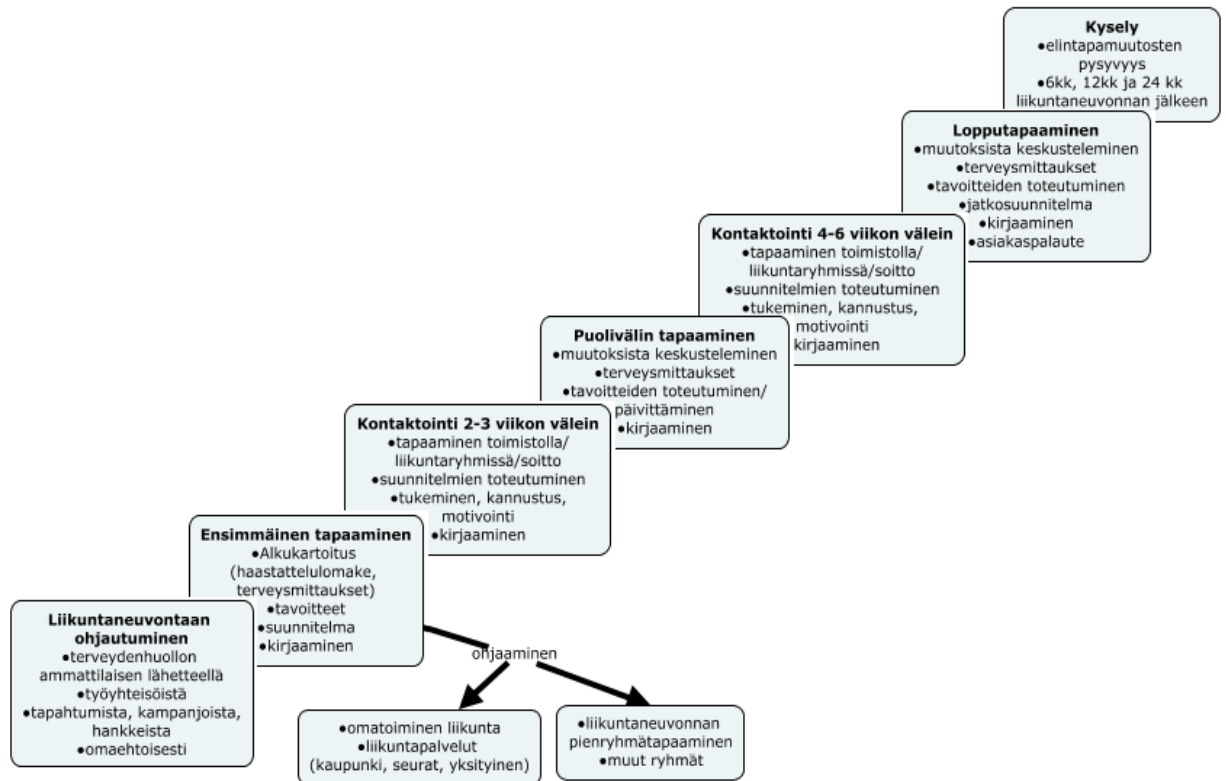 Kysely
●elintapamuutosten
pysyvyys
●6kk, 12kk ja 24 kk
liikuntaneuvonnan jälkeen
Lopputapaaminen
●muutoksista keskusteleminen
●terveysmittaukset
●tavoitteiden toteutuminen
●jatkosuunnitelma
●kirjaaminen
●asiakaspalaute
Kontaktointi 4-6 viikon välein
●tapaaminen toimistolla/
liikuntaryhmissä/soitto
●suunnitelmien toteutuminen
●tukeminen, kannustus,
motivointi
kirjaaminen
Puolivälin tapaaminen
●muutoksista keskusteleminen
●terveysmittaukset
●tavoitteiden toteutuminen/
päivittäminen
●kirjaaminen
Kontaktointi 2-3 viikon välein
●tapaaminen toimistolla/
liikuntaryhmissä/soitto
●suunnitelmien toteutuminen
●tukeminen, kannustus,
motivointi
●kirjaaminen
Ensimmäinen tapaaminen
●Alkukartoitus
(haastattelulomake,
terveysmittaukset)
●tavoitteet
●suunnitelma
●kirjaaminen
Liikuntaneuvontaan
ohjautuminen
●terveydenhuollon
ammattilaisen lähetteellä
●työyhteisöistä
●tapahtumista, kampanjoista,
hankkeista
●omaehtoisesti
ohjaaminen
●omatoiminen liikunta
●liikuntapalvelut
(kaupunki, seurat, yksityinen)
●liikuntaneuvonnan
pienryhmätapaaminen
●muut ryhmät